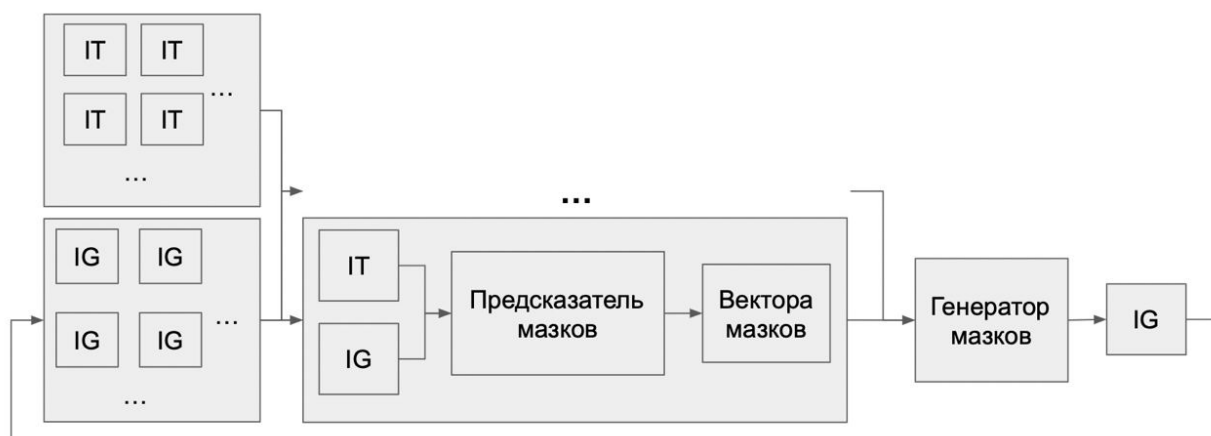 IT IT
...
IT IT
...
IG IG
...
IG IG
...
...
IT
IG
Предсказатель
мазков
Вектора
мазков
Генератор
мазков
IG